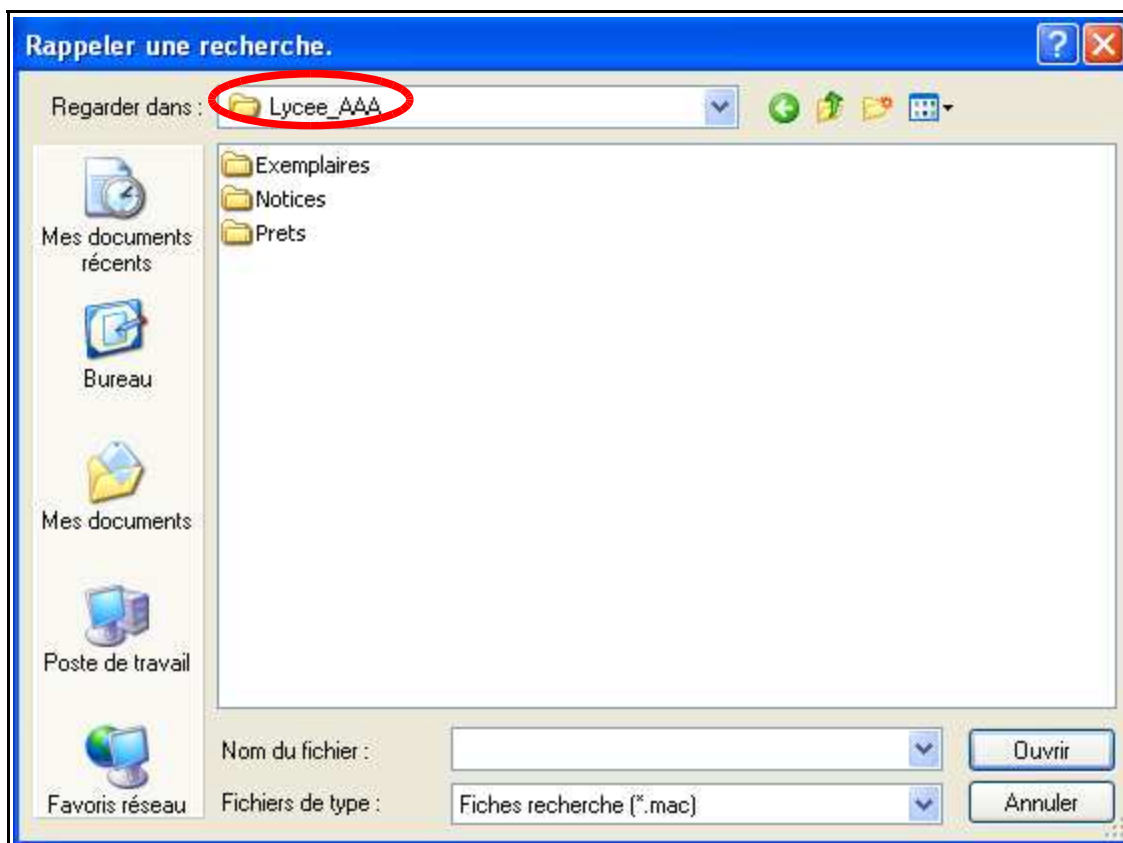 Rappeler une recherche.
Regarder dans :
Lycee_AAA
Exemplaires
Notices
Prets
Mes documents
récents
Bureau
Mes documents
Poste de travail
Favoris réseau
Nom du fichier :
Ouvrir
Fichiers de type :
Fiches recherche (*.mac)
Annuler